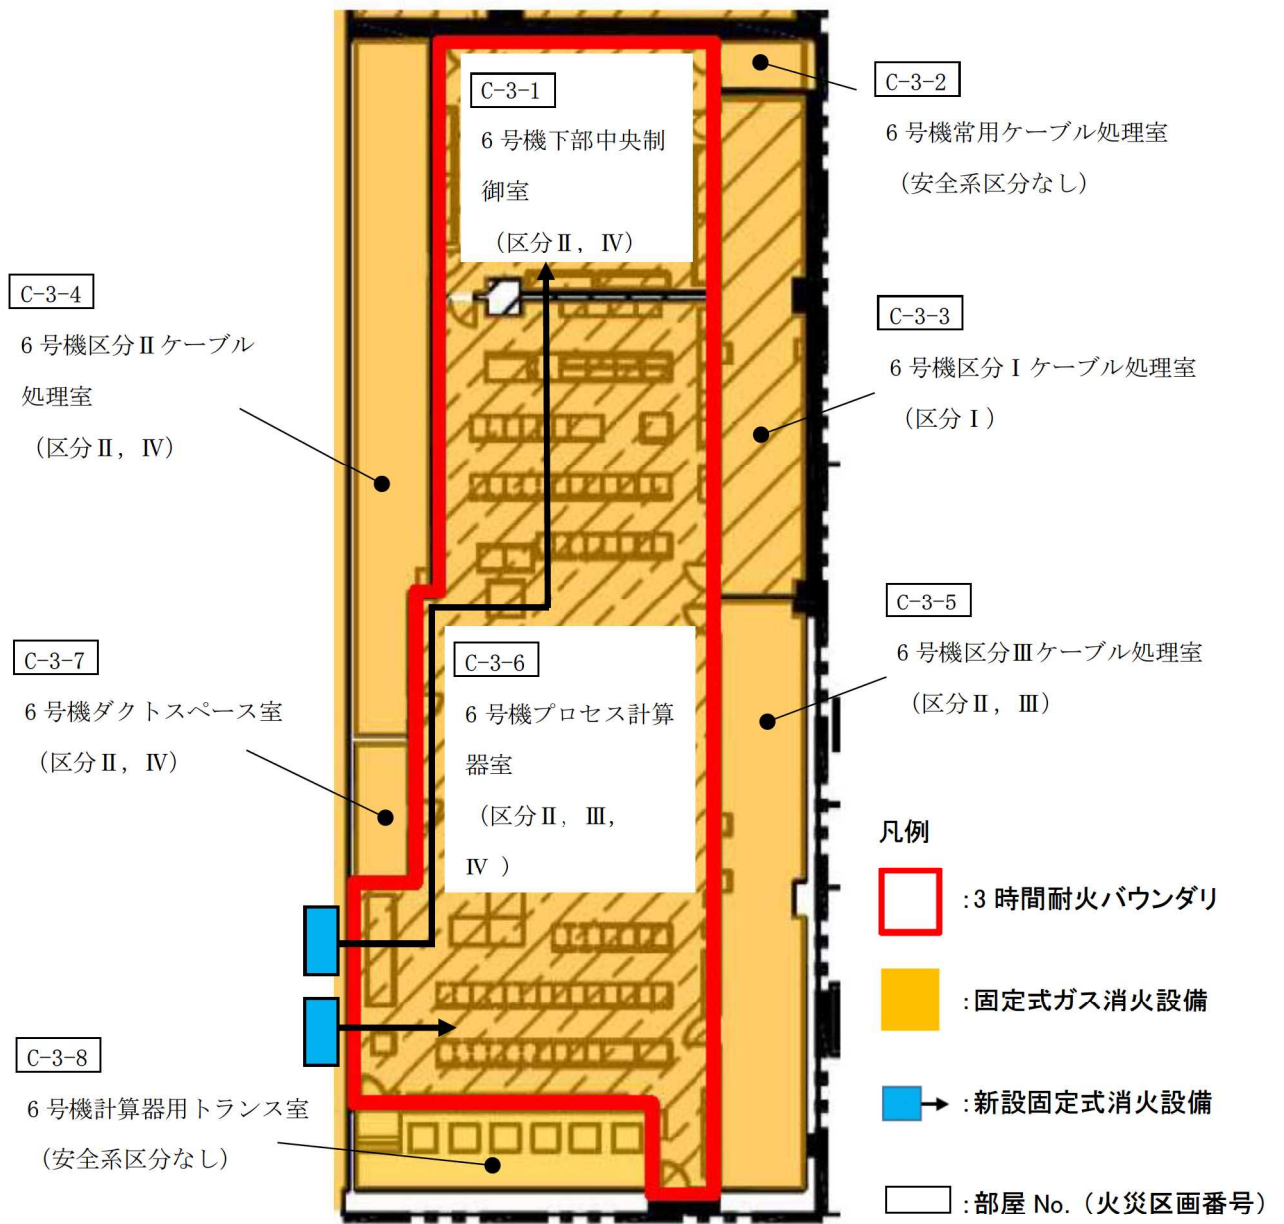 C-3-1
6 号機下部中央制
御室
（区分Ⅱ，Ⅳ）
C-3-2
6 号機常用ケーブル処理室
（安全系区分なし）
C-3-3
6 号機区分Ⅰケーブル処理室
（区分Ⅰ）
C-3-4
6 号機区分Ⅱケーブル
処理室
（区分Ⅱ，Ⅳ）
C-3-5
6 号機区分Ⅲケーブル処理室
（区分Ⅱ，Ⅲ）
C-3-6
6 号機プロセス計算
器室
（区分Ⅱ，Ⅲ，
Ⅳ ）
C-3-7
6 号機ダクトスペース室
（区分Ⅱ，Ⅳ）
C-3-8
6 号機計算器用トランス室
（安全系区分なし）
凡例
：3 時間耐火バウンダリ
：固定式ガス消火設備
：新設固定式消火設備
：部屋 No.（火災区画番号）